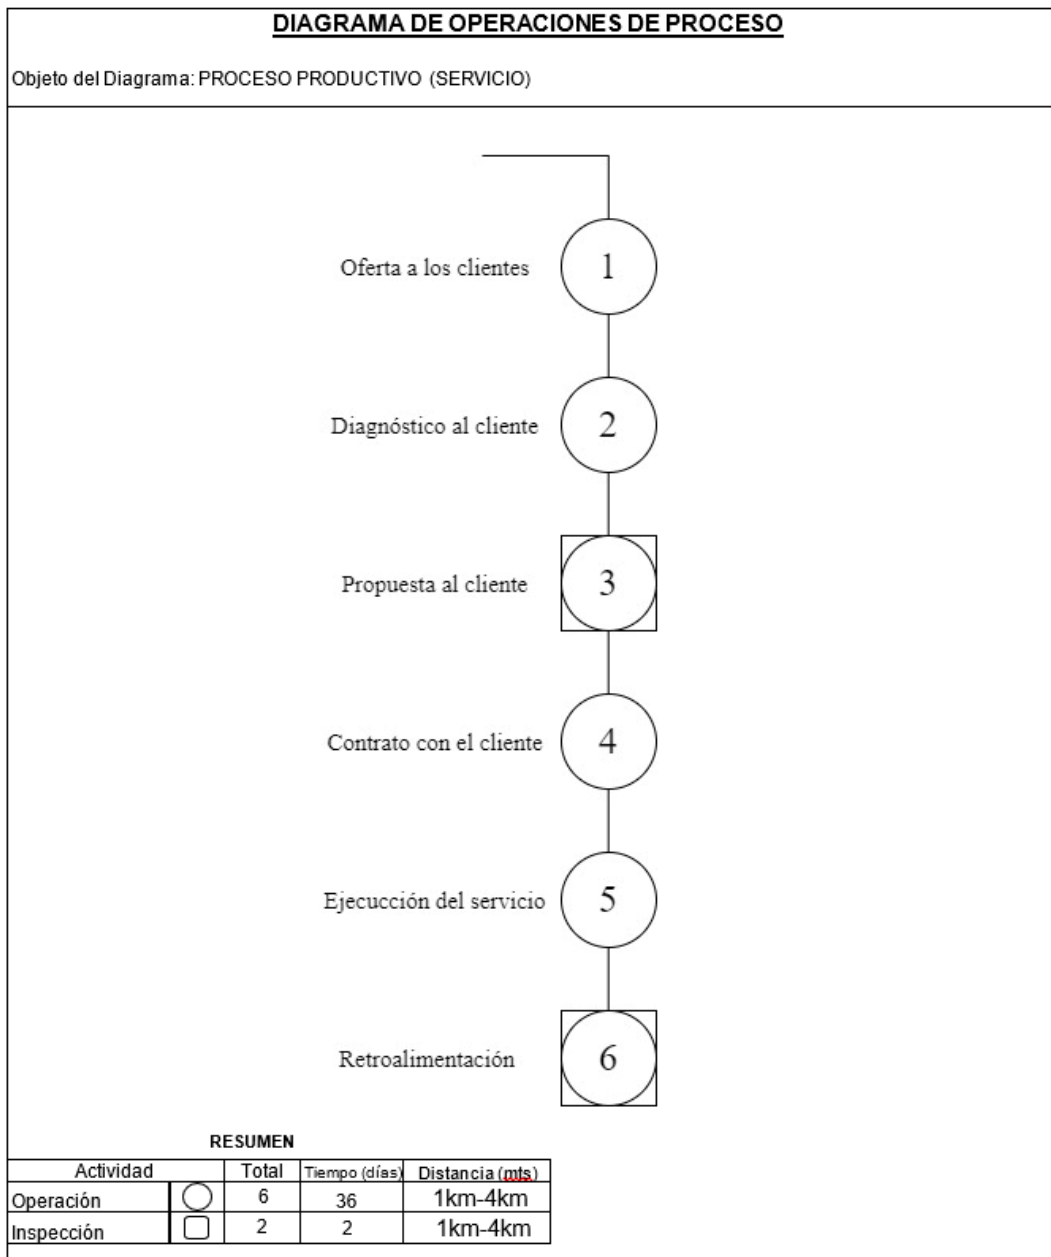 DIAGRAMA DE OPERACIONES DE PROCESO
Objeto del Diagrama: PROCESO PRODUCTIVO (SERVICIO)
Oferta a los clientes 1
Diagnóstico al cliente 2
Propuesta al cliente 3
Contrato con el cliente 4
Ejecucción del servicio 5
Retroalimentación 6
RESUMEN
Actividad Total Tiempo (días) Distancia (mts)
Operación 6 36 1km-4km
Inspección 2 2 1km-4km